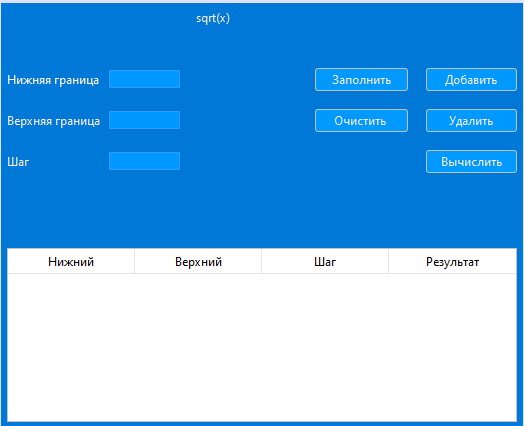 sqrt(x)
Нижняя граница Заполнить Добавить
Верхняя граница Очистить Удалить
Шаг Вычислить
Нижний Верхний Шаг Результат